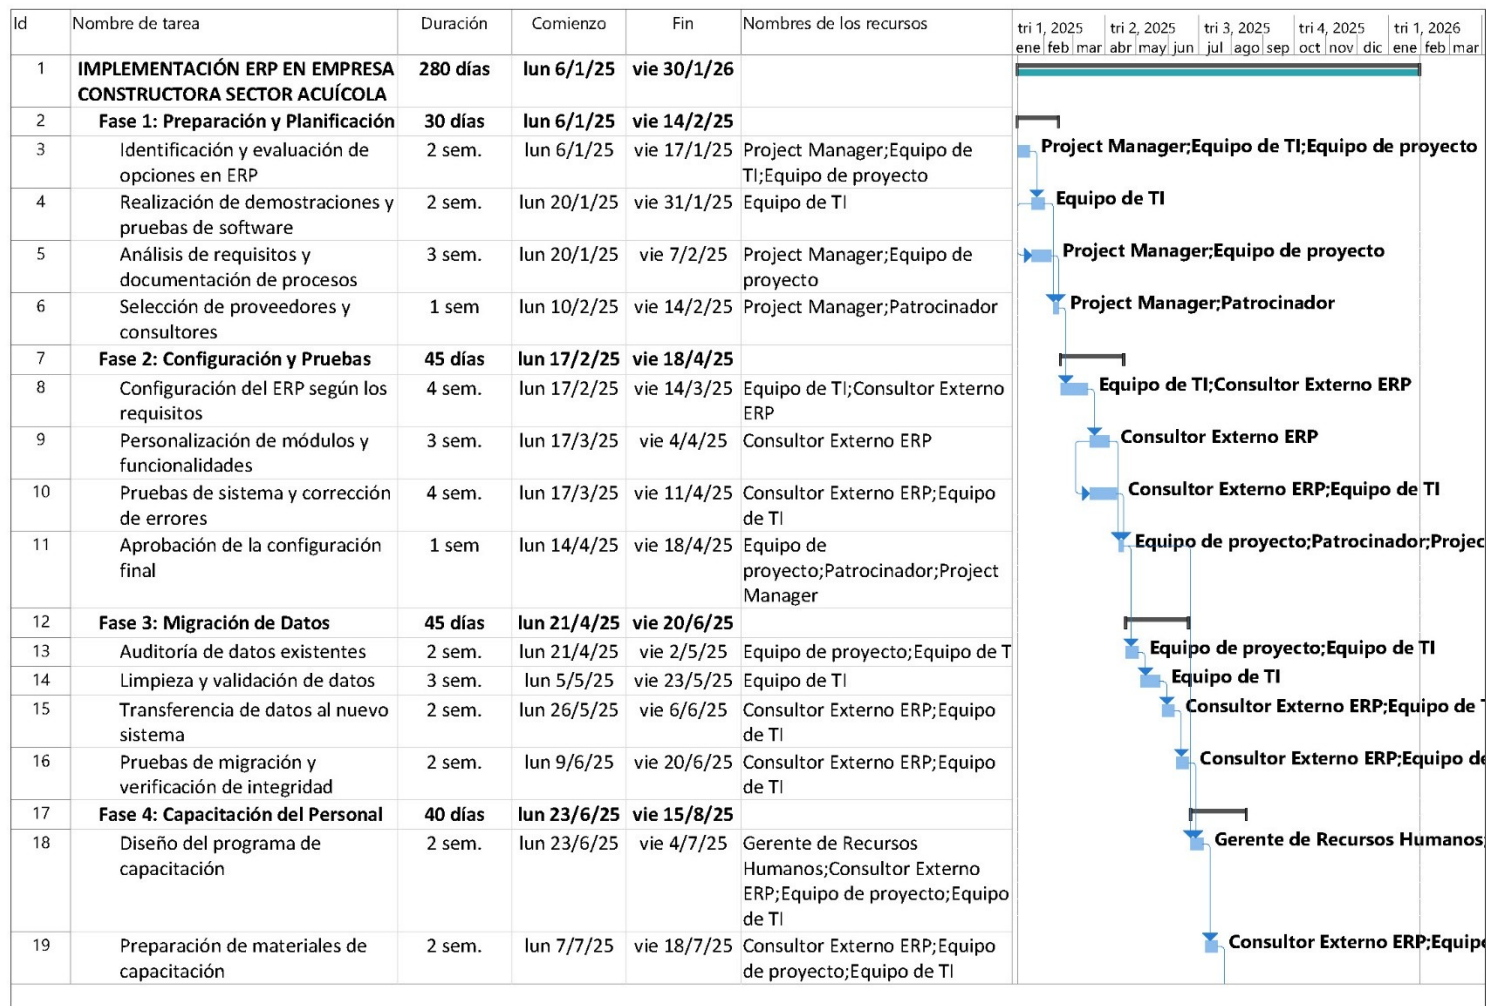 Id Nombre de tarea Duración Comienzo Fin Nombres de los recursos tri 1, 2025 tri 2, 2025 tri 3, 2025 tri 4, 2025 tri 1, 2026
ene feb mar abr may jun jul ago sep oct nov dic ene feb mar
1 IMPLEMENTACIÓN ERP EN EMPRESA 280 días lun 6/1/25 vie 30/1/26
CONSTRUCTORA SECTOR ACUÍCOLA
2 Fase 1: Preparación y Planificación 30 días lun 6/1/25 vie 14/2/25
3 Identificación y evaluación de 2 sem. lun 6/1/25 vie 17/1/25 Project Manager;Equipo de Project Manager;Equipo de TI;Equipo de proyecto
opciones en ERP TI;Equipo de proyecto
4 Realización de demostraciones y 2 sem. lun 20/1/25 vie 31/1/25 Equipo de TI Equipo de TI
pruebas de software
5 Análisis de requisitos y 3 sem. lun 20/1/25 vie 7/2/25 Project Manager;Equipo de Project Manager;Equipo de proyecto
documentación de procesos proyecto
6 Selección de proveedores y 1 sem lun 10/2/25 vie 14/2/25 Project Manager;Patrocinador Project Manager;Patrocinador
consultores
7 Fase 2: Configuración y Pruebas 45 días lun 17/2/25 vie 18/4/25
8 Configuración del ERP según los 4 sem. lun 17/2/25 vie 14/3/25 Equipo de TI;Consultor Externo Equipo de TI;Consultor Externo ERP
requisitos ERP
9 Personalización de módulos y 3 sem. lun 17/3/25 vie 4/4/25 Consultor Externo ERP Consultor Externo ERP
funcionalidades
10 Pruebas de sistema y corrección 4 sem. lun 17/3/25 vie 11/4/25 Consultor Externo ERP;Equipo Consultor Externo ERP;Equipo de TI
de errores de TI
11 Aprobación de la configuración 1 sem lun 14/4/25 vie 18/4/25 Equipo de Equipo de proyecto;Patrocinador;Projec
final proyecto;Patrocinador;Project
Manager
12 Fase 3: Migración de Datos 45 días lun 21/4/25 vie 20/6/25
13 Auditoría de datos existentes 2 sem. lun 21/4/25 vie 2/5/25 Equipo de proyecto;Equipo de T Equipo de proyecto;Equipo de TI
14 Limpieza y validación de datos 3 sem. lun 5/5/25 vie 23/5/25 Equipo de TI Equipo de TI
15 Transferencia de datos al nuevo 2 sem. lun 26/5/25 vie 6/6/25 Consultor Externo ERP;Equipo Consultor Externo ERP;Equipo de
sistema de TI
16 Pruebas de migración y 2 sem. lun 9/6/25 vie 20/6/25 Consultor Externo ERP;Equipo Consultor Externo ERP;Equipo de
verificación de integridad de TI
17 Fase 4: Capacitación del Personal 40 días lun 23/6/25 vie 15/8/25
18 Diseño del programa de 2 sem. lun 23/6/25 vie 4/7/25 Gerente de Recursos Gerente de Recursos Humanos;
capacitación Humanos;Consultor Externo
ERP;Equipo de proyecto;Equipo
de TI
19 Preparación de materiales de 2 sem. lun 7/7/25 vie 18/7/25 Consultor Externo ERP;Equipo Consultor Externo ERP;Equipo
capacitación de proyecto;Equipo de TI